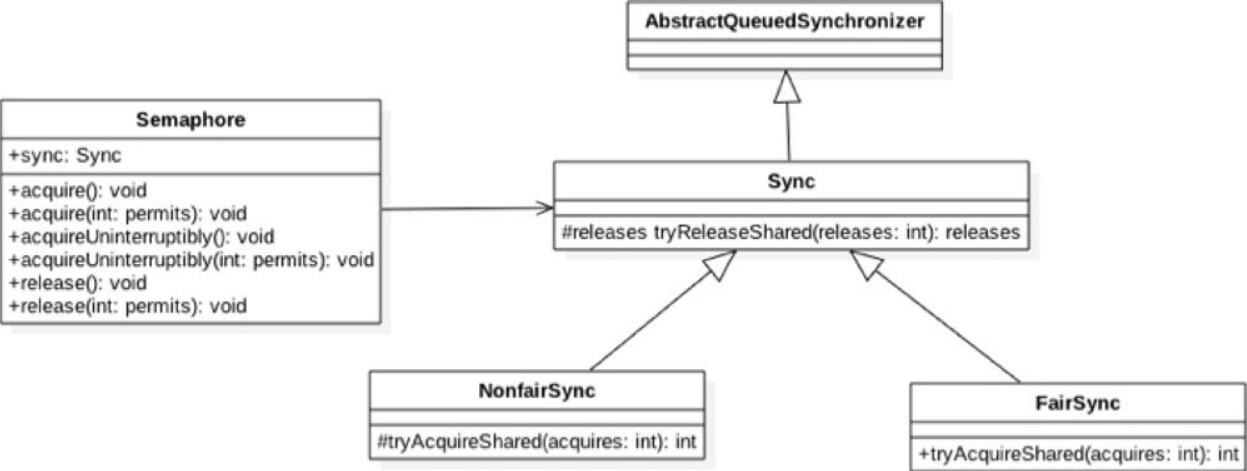 AbstractQueuedSynchronizer
Semaphore
+sync: Sync
+acquire(): void
+acquire(int: permits): void
+acquireUninterruptibly(): void
+acquireUninterruptibly(int: permits): void
+release(): void
+release(int: permits): void
Sync
#releases tryReleaseShared(releases: int): releases
NonfairSync
#tryAcquireShared(acquires: int): int
FairSync
+tryAcquireShared(acquires: int): int